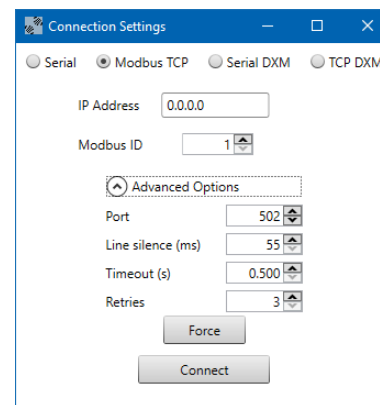 Connection Settings
Serial Modbus TCP Serial DXM TCP DXM
IP Address 0.0.0.0
Modbus ID 1
Advanced Options
Port 502
Line silence (ms) 55
Timeout (s) 0.500
Retries 3
Force
Connect